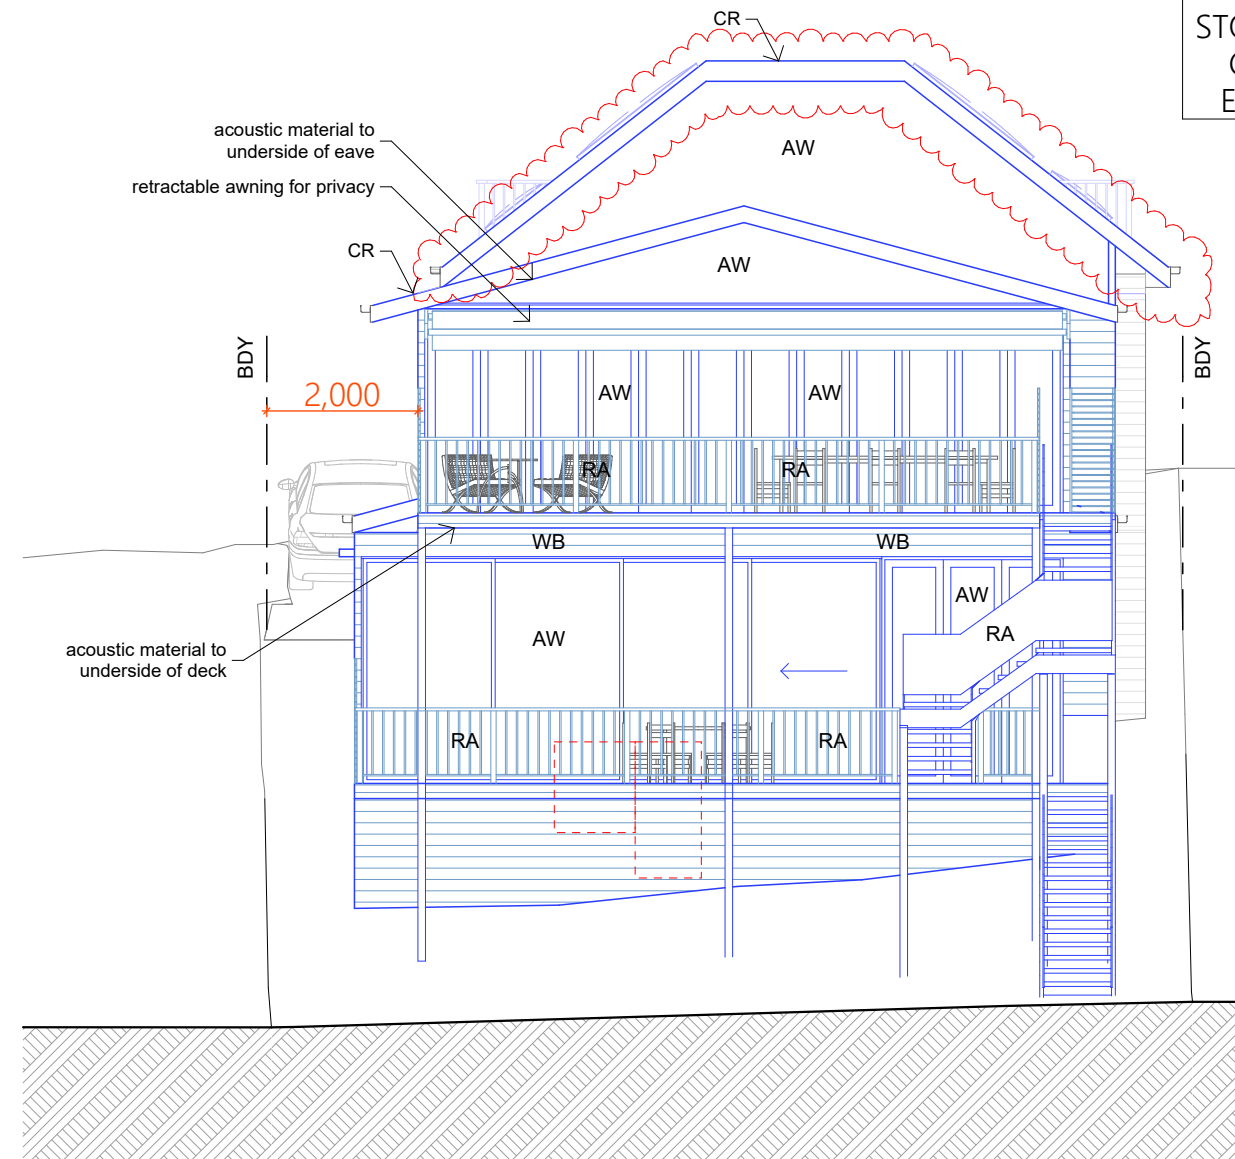 CR
AW
acoustic material to
underside of eave
retractable awning for privacy
CR
AW
BDY
BDY
2,000
AW
AW
RA
RA
WB
WB
AW
AW
RA
acoustic material to
underside of deck
RA
RA